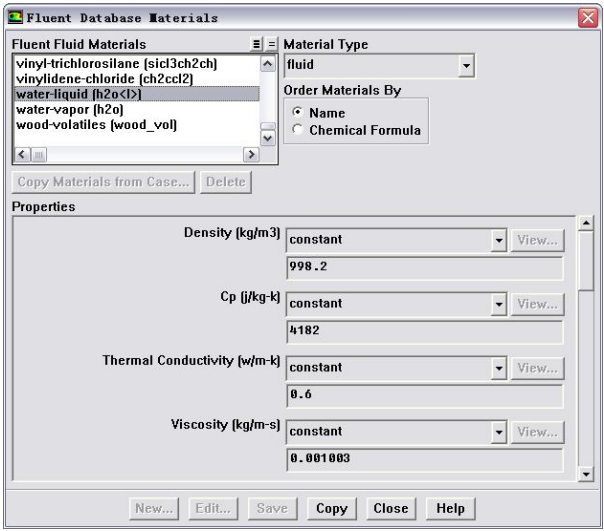 Fluent Database Materials
Fluent Fluid Materials
vinyl-trichlorosilane (sicl3ch2ch)
vinylidene-chloride (ch2ccl2)
water-liquid (h2o<l>)
water-vapor (h2o)
wood-volatiles (wood_vol)
Material Type
fluid
Order Materials By
Name
Chemical Formula
Copy Materials from Case... Delete
Properties
Density (kg/m3) constant View...
998.2
Cp (j/kg-k) constant View...
4182
Thermal Conductivity (w/m-k) constant View...
0.6
Viscosity (kg/m-s) constant View...
0.001003
New... Edit... Save Copy Close Help